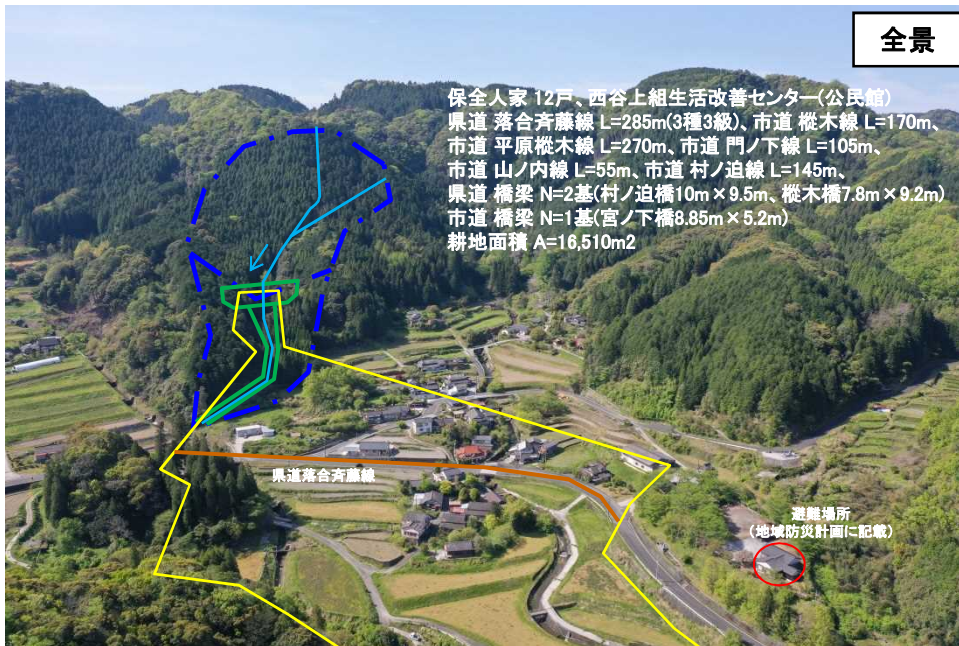 全景
保全人家 12戸、西谷上組生活改善センター(公民館)
県道 落合斉藤線 L=285m(3種3級)、市道 樅木線 L=170m、
市道 平原樅木線 L=270m、市道 門ノ下線 L=105m、
市道 山ノ内線 L=55m、市道 村ノ迫線 L=145m、
県道 橋梁 N=2基(村ノ迫橋10m×9.5m、樅木橋7.8m×9.2m)
市道 橋梁 N=1基(宮ノ下橋8.85m×5.2m)
耕地面積 A=16,510m2
県道落合斉藤線
避難場所
(地域防災計画に記載)